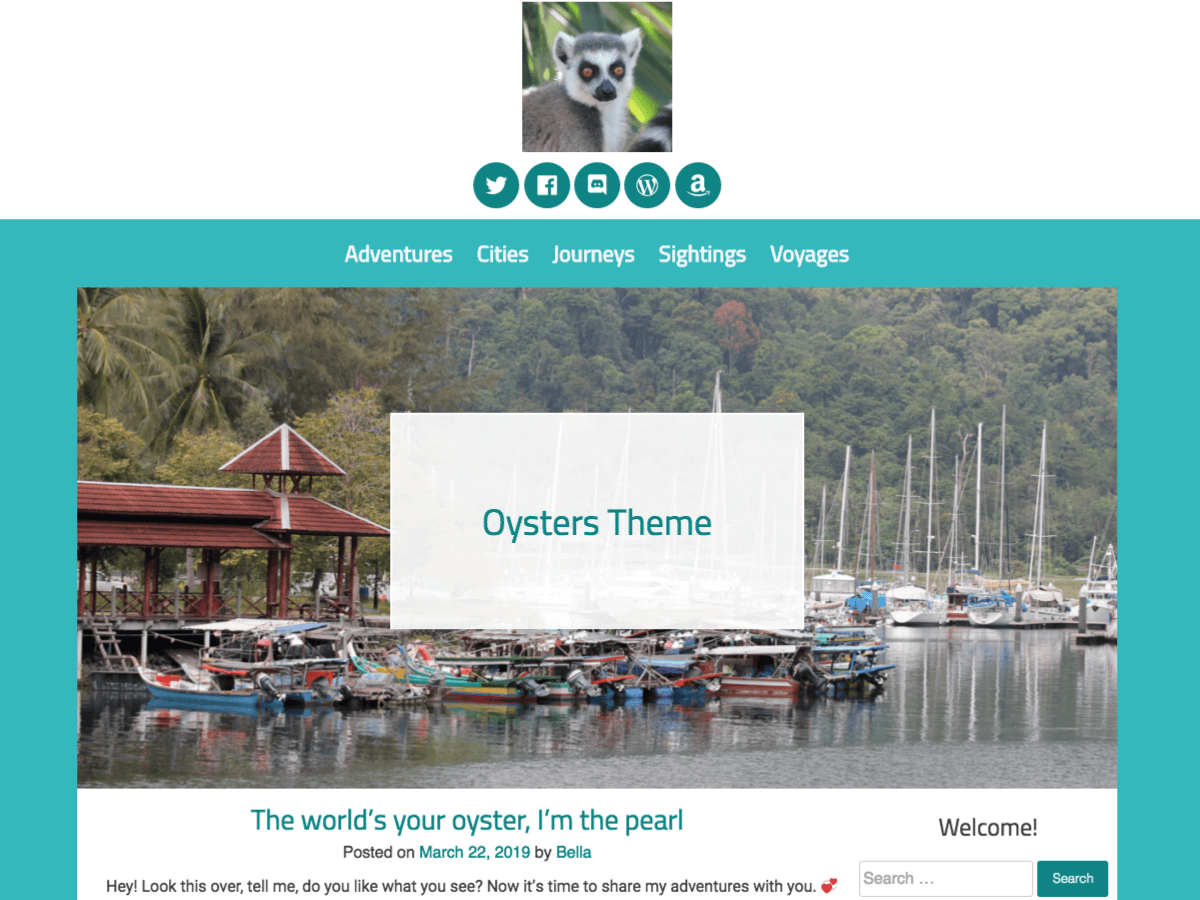 Adventures Cities Journeys Sightings Voyages
Oysters Theme
The world’s your oyster, I’m the pearl
Posted on March 22, 2019 by Bella
Hey! Look this over, tell me, do you like what you see? Now it’s time to share my adventures with you. 💞
Welcome!
Search …
Search